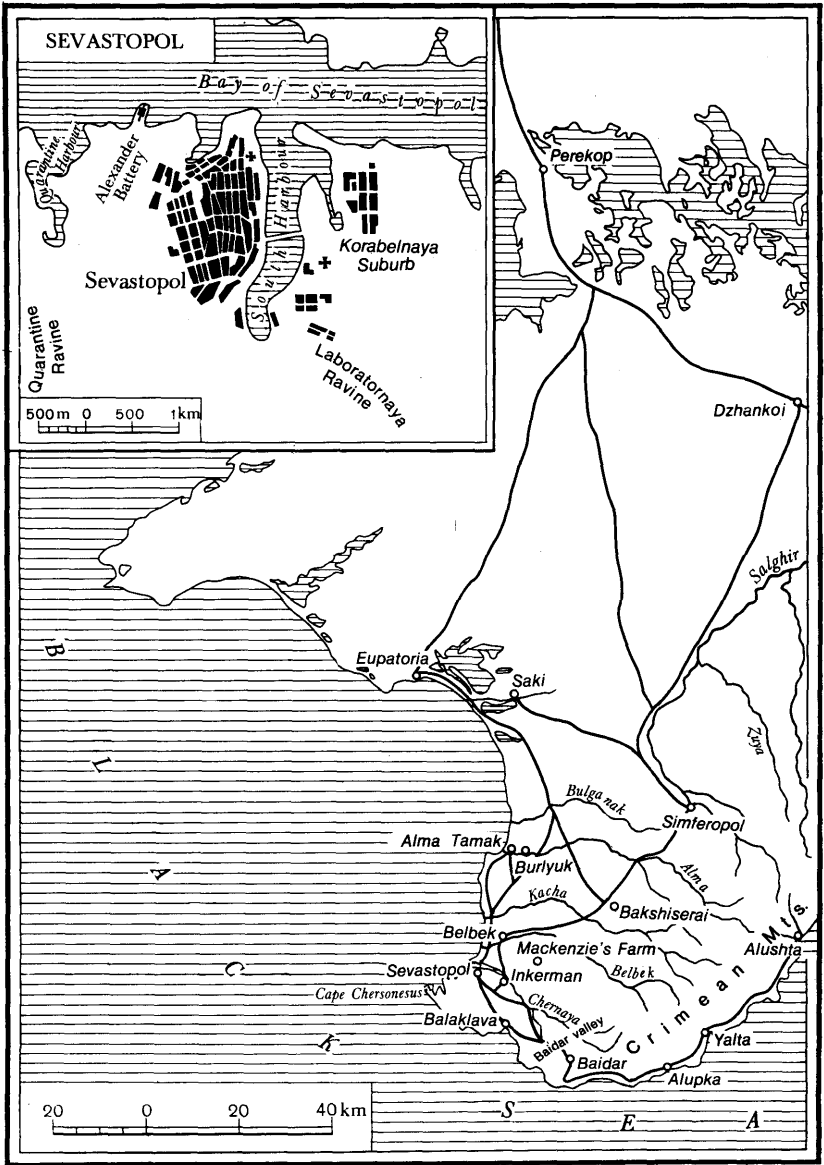 SEVASTOPOL
Bay of Sevastopol
Quarantine
Harbour
Alexander
Battery
South Harbour
Korabelnaya
Suburb
Sevastopol
Quarantine
Ravine
Laboratornaya
Ravine
500m 0 500 1km
Perekop
Dzhankoi
Salghir
Eupatoria
Saki
Zuya
Bulganak
Simferopol
Alma Tamak
Burlyuk
Alma
Kacha
Bakshiserai
Belbek
Mackenzie's Farm
Alushta
Sevastopol
Inkerman
Belbek
Cape Chersonesus
Chernaya
Crimean Mts.
Balaklava
Baidar valley
Yalta
Baidar
Alupka
BLACK
SEA
20 0 20 40 km